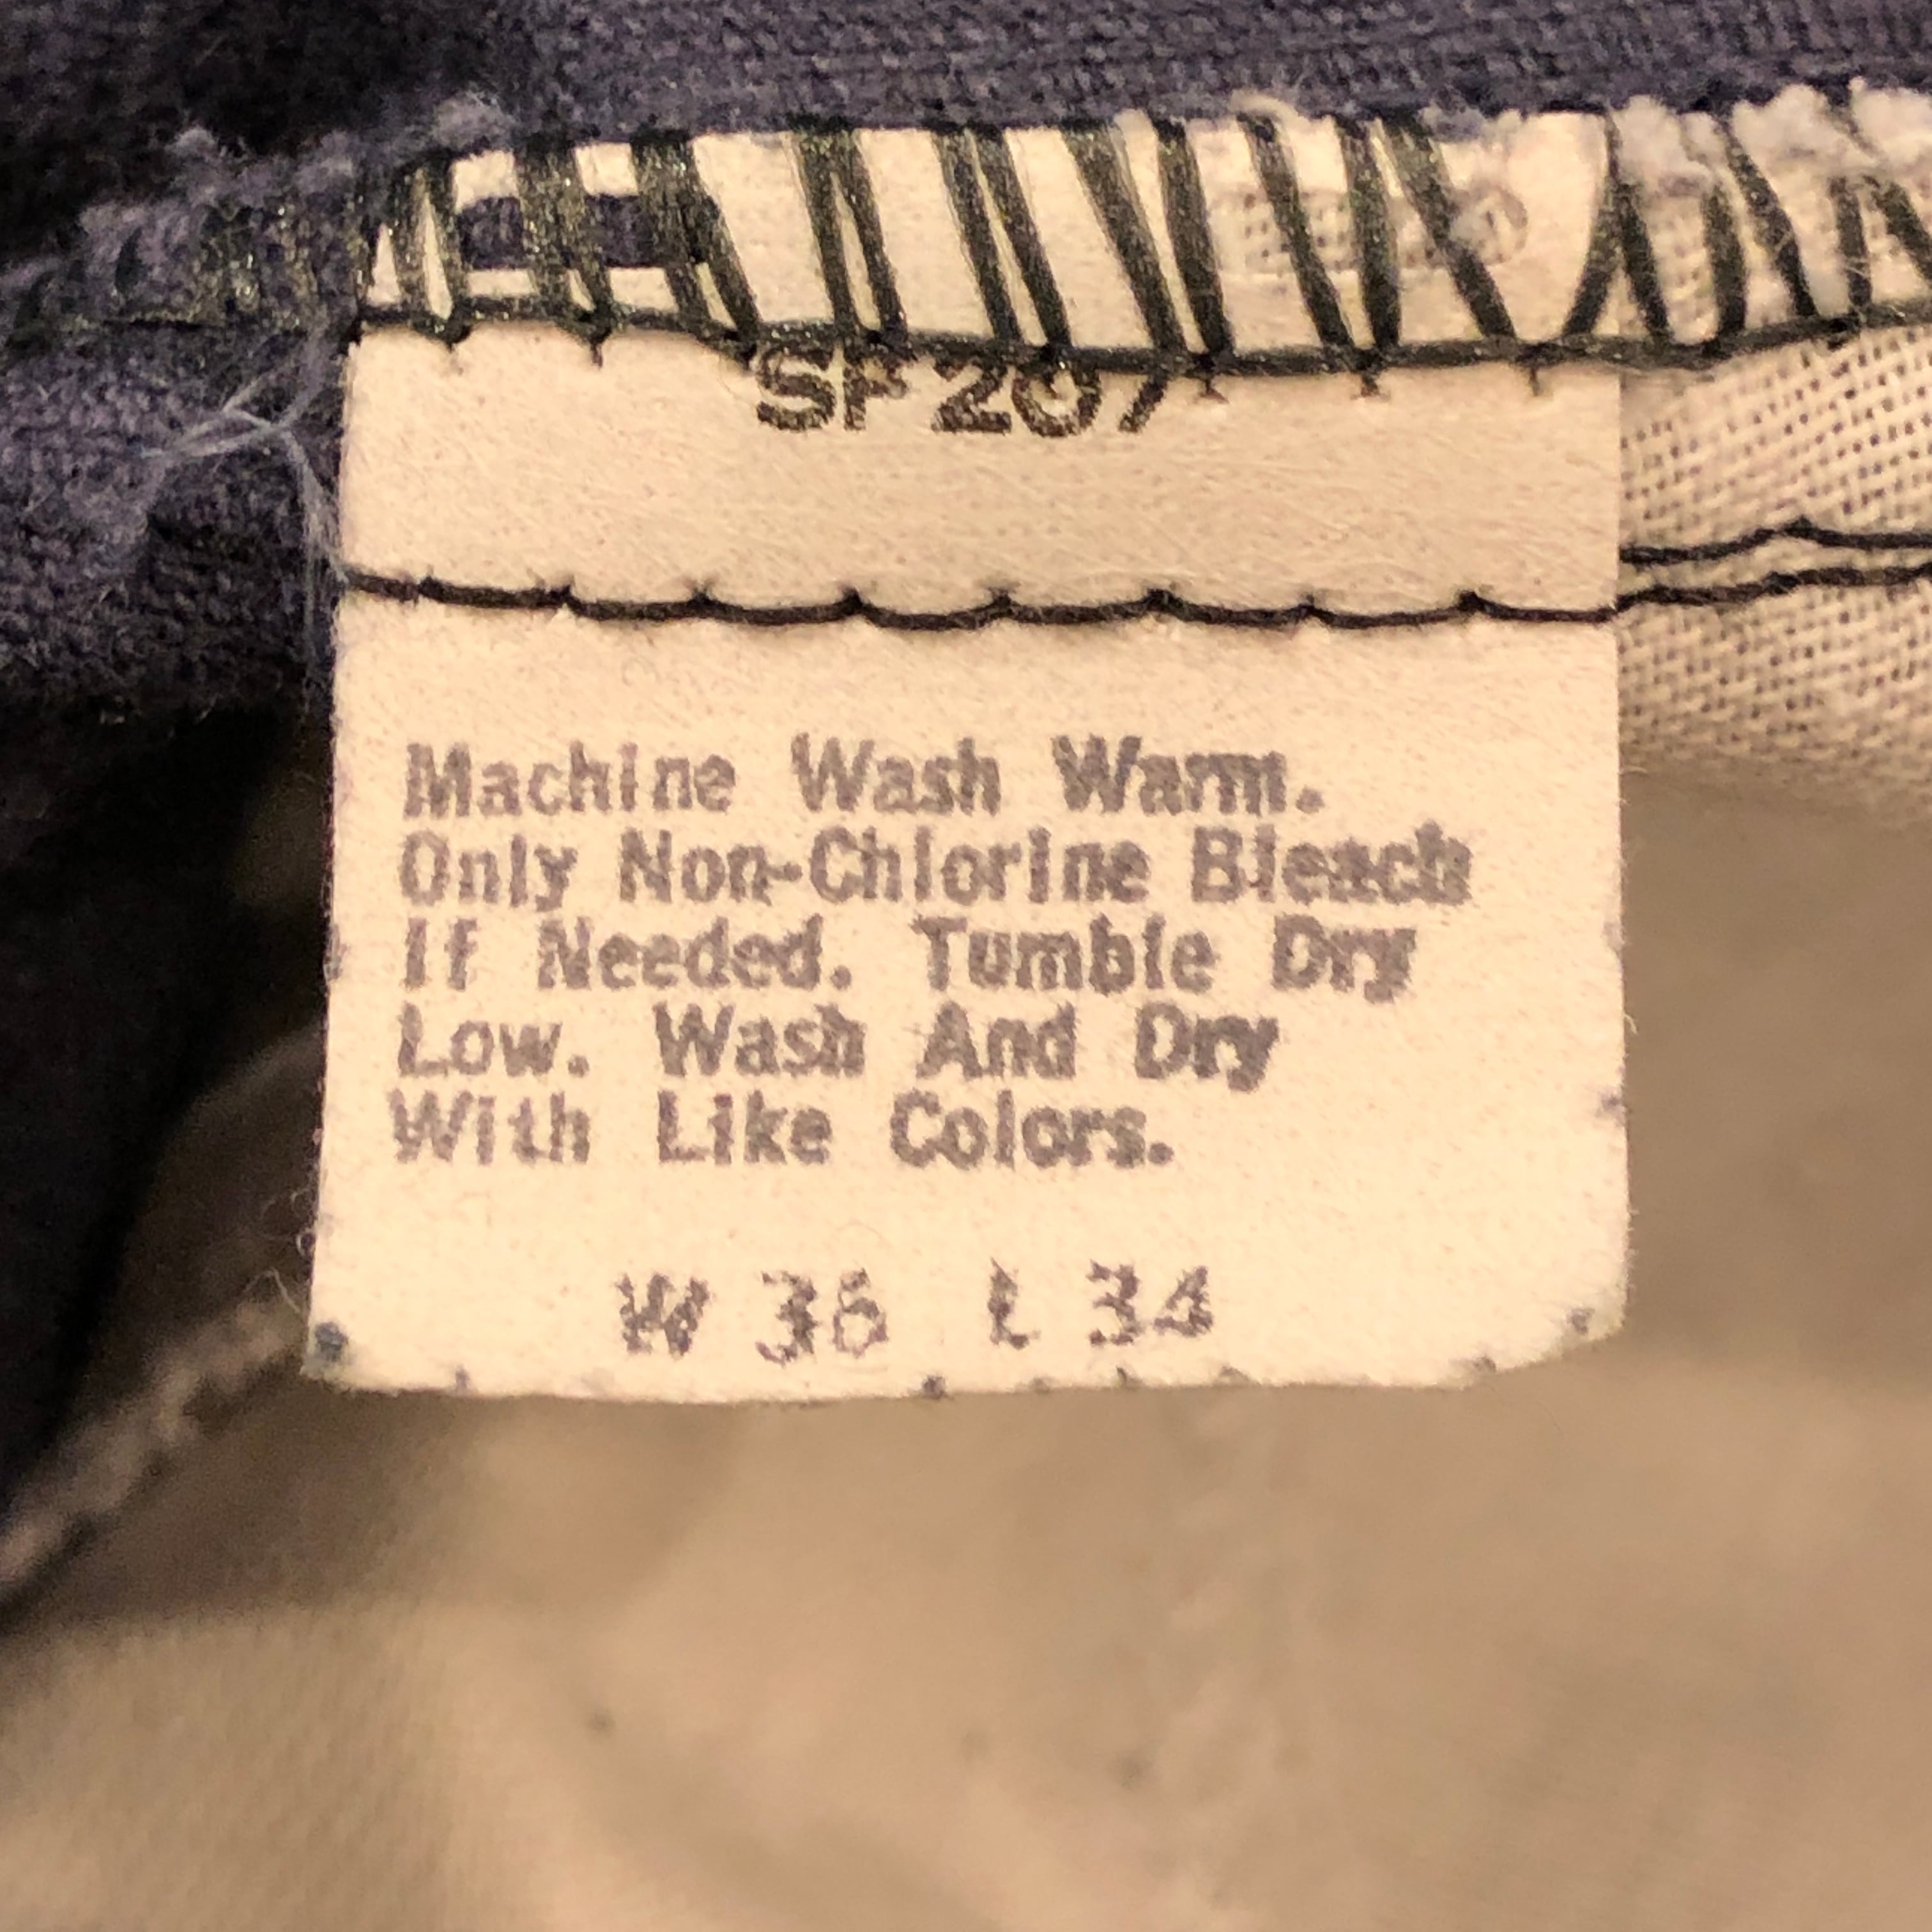 SF207
Machine Wash Warm.
Only Non-Chlorine Bleach
If Needed. Tumble Dry
Low. Wash And Dry
With Like Colors.
W 36 L 34